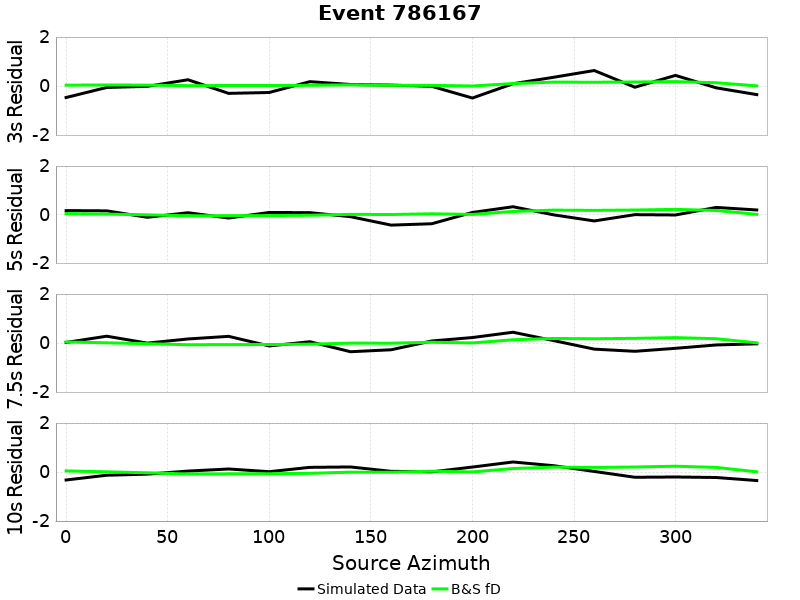 Event 786167
3s Residual
2
0
-2
5s Residual
2
0
-2
7.5s Residual
2
0
-2
10s Residual
2
0
-2
0 50 100 150 200 250 300
Source Azimuth
Simulated Data B&S fD